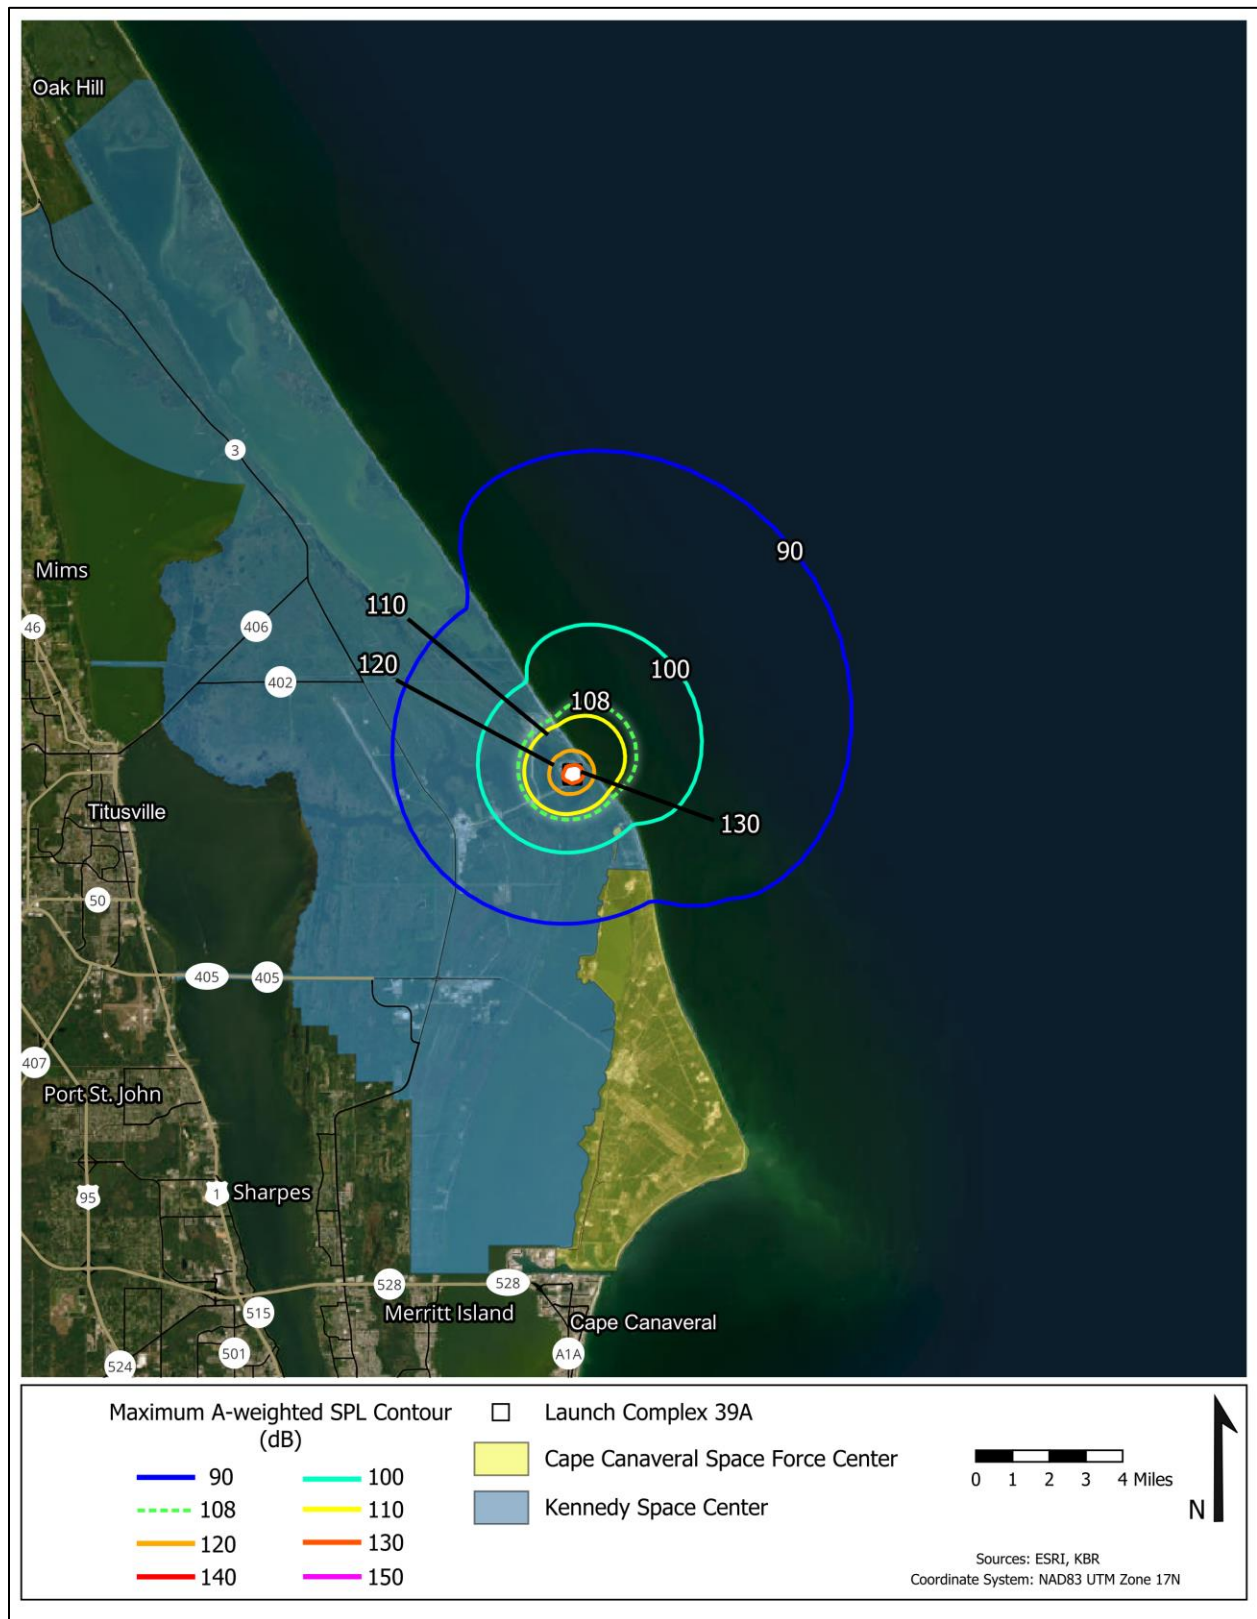 Oak Hill
3
90
Mims
110
46
406
120
402
100
108
Titusville
130
50
405
405
407
Port St. John
95
1
Sharpes
528
528
515
Merritt Island
Cape Canaveral
524
501
A1A
Maximum A-weighted SPL Contour
(dB)
90
100
108
110
120
130
140
150
Launch Complex 39A
Cape Canaveral Space Force Center
Kennedy Space Center
0 1 2 3 4 Miles
N
Sources: ESRI, KBR
Coordinate System: NAD83 UTM Zone 17N